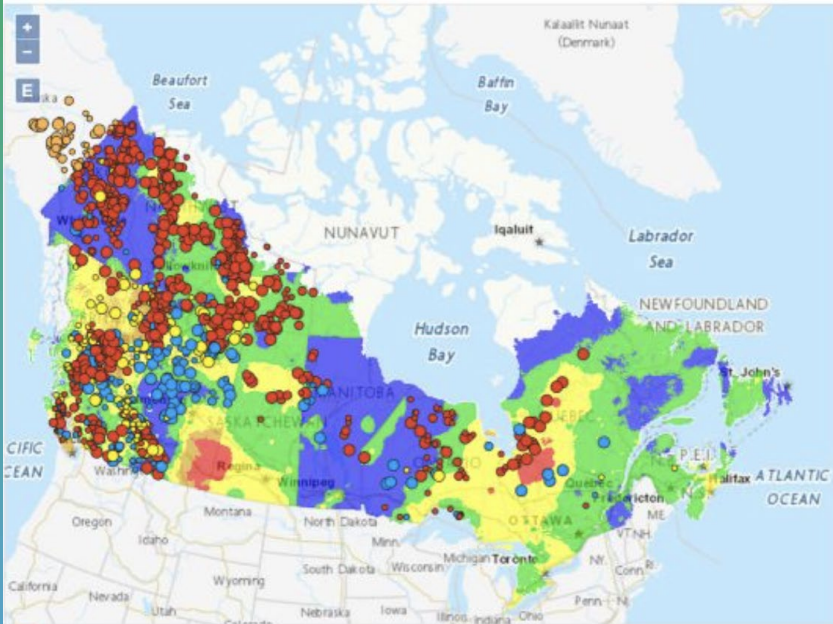 +
−
E
Kalaallit Nunaat
(Denmark)
Beaufort
Sea
Baffin
Bay
NUNAVUT
Iqaluit
Labrador
Sea
NEWFOUNDLAND
AND LABRADOR
Hudson
Bay
St. John's
MANITOBA
SASKATCHEWAN
CIFIC
CEAN
Regina
Winnipeg
Quebec
P.E.I.
Halifax
ATLANTIC
OCEAN
Fredericton
OTTAWA
ME
Oregon
Montana
North Dakota
Minn.
VT
NH
Idaho
Michigan
Toronto
South Dakota
Wisconsin
NY.
Conn.
RI.
Wyoming
California
Nevada
Utah
Nebraska
Iowa
Illinois
Indiana
Ohio
Penn.
NJ